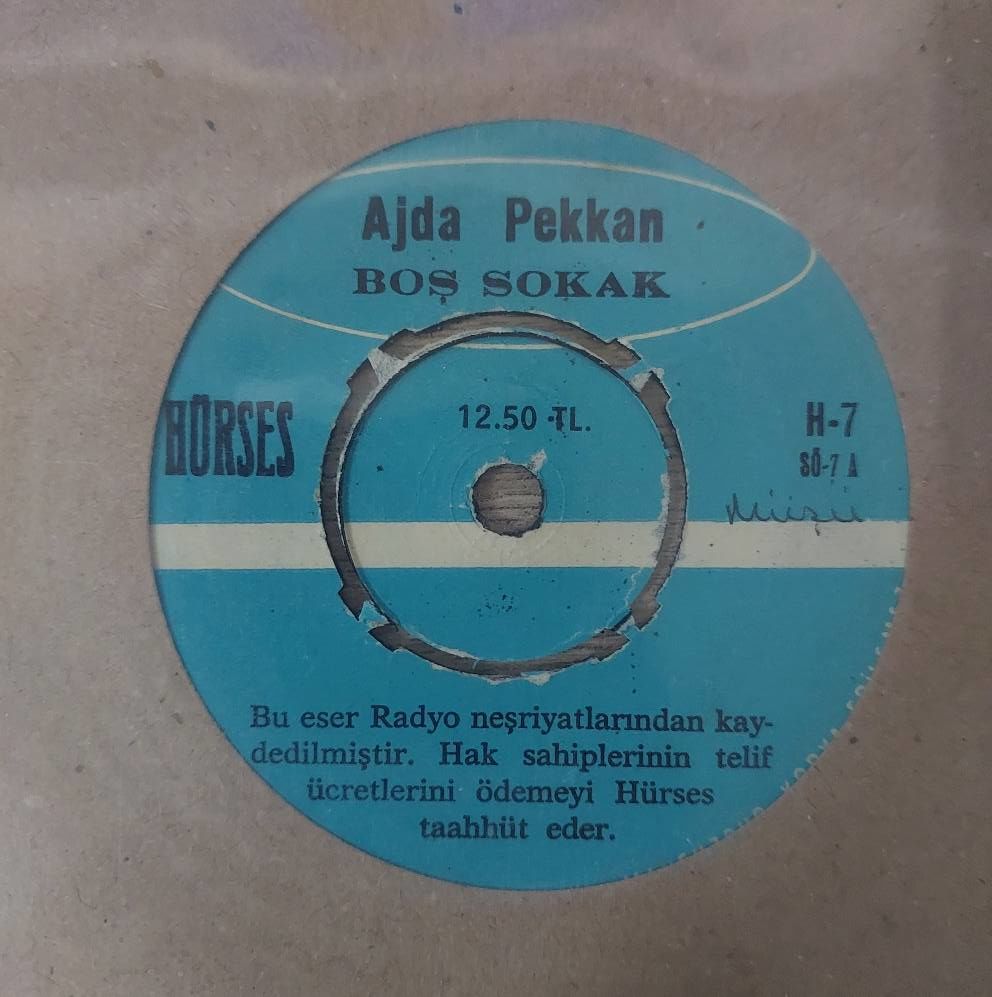 Ajda Pekkan
BOŞ SOKAK
HÜRSES
12.50 TL.
H-7
SÖ-7 A
Bu eser Radyo neşriyatlarından kay-
dedilmiştir. Hak sahiplerinin telif
ücretlerini ödemeyi Hürses
taahhüt eder.